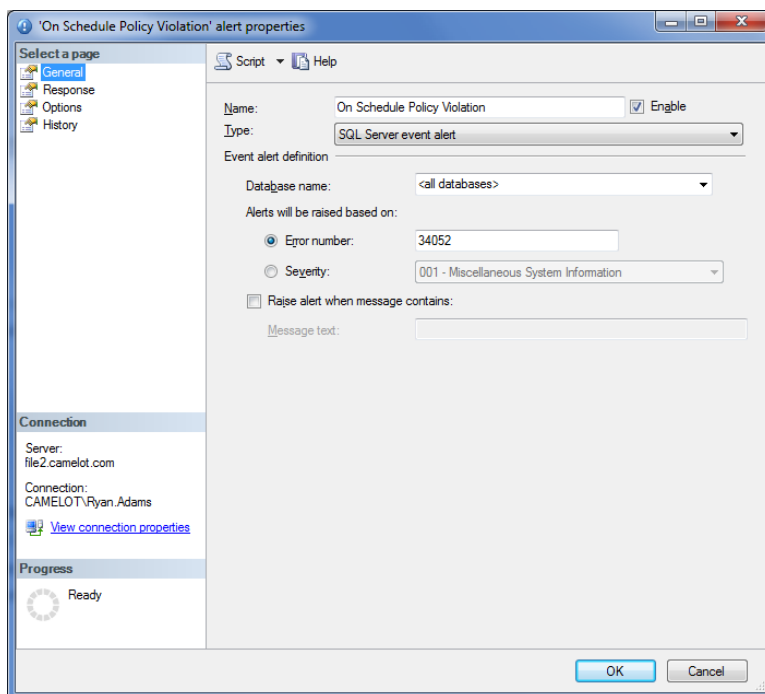 'On Schedule Policy Violation' alert properties
Select a page
General
Response
Options
History
Script
Help
Name: On Schedule Policy Violation Enable
Type: SQL Server event alert
Event alert definition
Database name: <all databases>
Alerts will be raised based on:
Error number: 34052
Severity: 001 - Miscellaneous System Information
Raise alert when message contains:
Message text:
Connection
Server:
file2.camelot.com
Connection:
CAMELOT\Ryan.Adams
View connection properties
Progress
Ready
OK Cancel